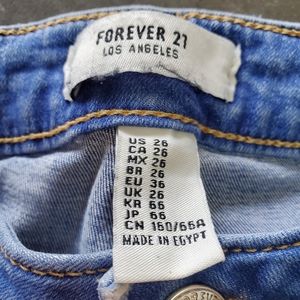 FOREVER 21
LOS ANGELES
US 26
CA 26
MX 26
BR 26
EU 36
UK 26
KR 66
JP 66
CN 160/66A
MADE IN EGYPT